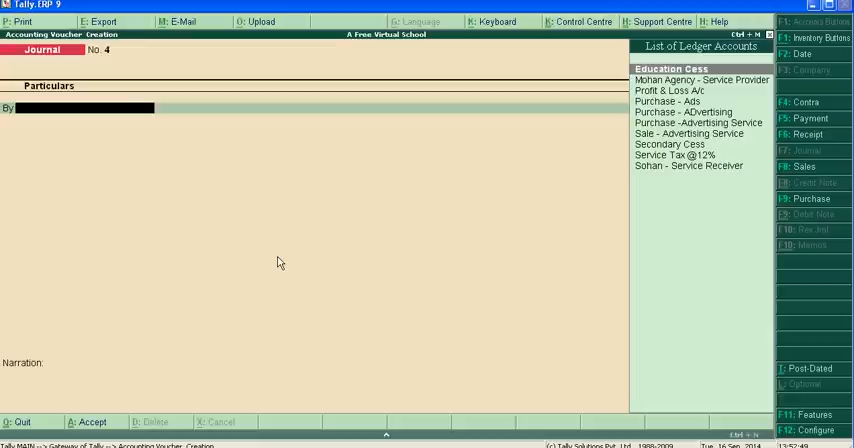 Tally.ERP 9
P: Print E: Export M: E-Mail O: Upload G: Language K: Keyboard K: Control Centre H: Support Centre H: Help
F1: Accounts Buttons
Accounting Voucher Creation A Free Virtual School Ctrl + M
F1: Inventory Buttons
Journal No. 4
List of Ledger Accounts
F2: Date
Education Cess
F3: Company
Mohan Agency - Service Provider
Particulars
Profit & Loss A/c
Purchase - Ads
F4: Contra
By
Purchase - ADvertising
Purchase -Advertising Service
F5: Payment
Sale - Advertising Service
F6: Receipt
Secondary Cess
F7: Journal
Service Tax @12%
Sohan - Service Receiver
F8: Sales
F8: Credit Note
F9: Purchase
F9: Debit Note
F10: Rev Jrnl
F10: Memos
Narration:
T: Post-Dated
L: Optional
F11: Features
Q: Quit A: Accept D: Delete X: Cancel
F12: Configure
Ctrl + N
Tally MAIN --> Gateway of Tally --> Accounting Voucher Creation (c) Tally Solutions Pvt. Ltd., 1988-2009 Tue, 16 Sep, 2014 13:52:49